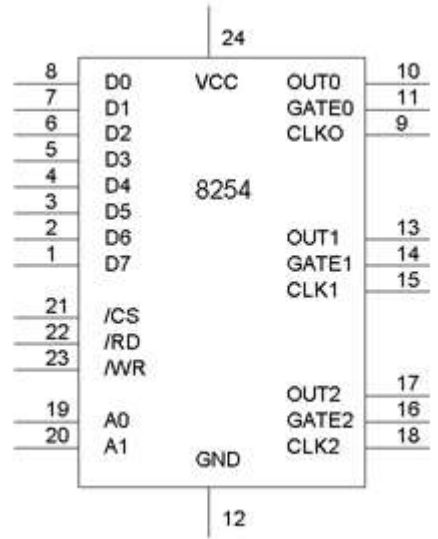 24
8 D0 VCC OUT0 10
7 D1 GATE0 11
6 D2 CLKO 9
5 D3
4 D4 8254
3 D5
2 D6 OUT1 13
1 D7 GATE1 14
CLK1 15
21 /CS
22 /RD
23 /WR
OUT2 17
19 A0 GATE2 16
20 A1 CLK2 18
GND
12